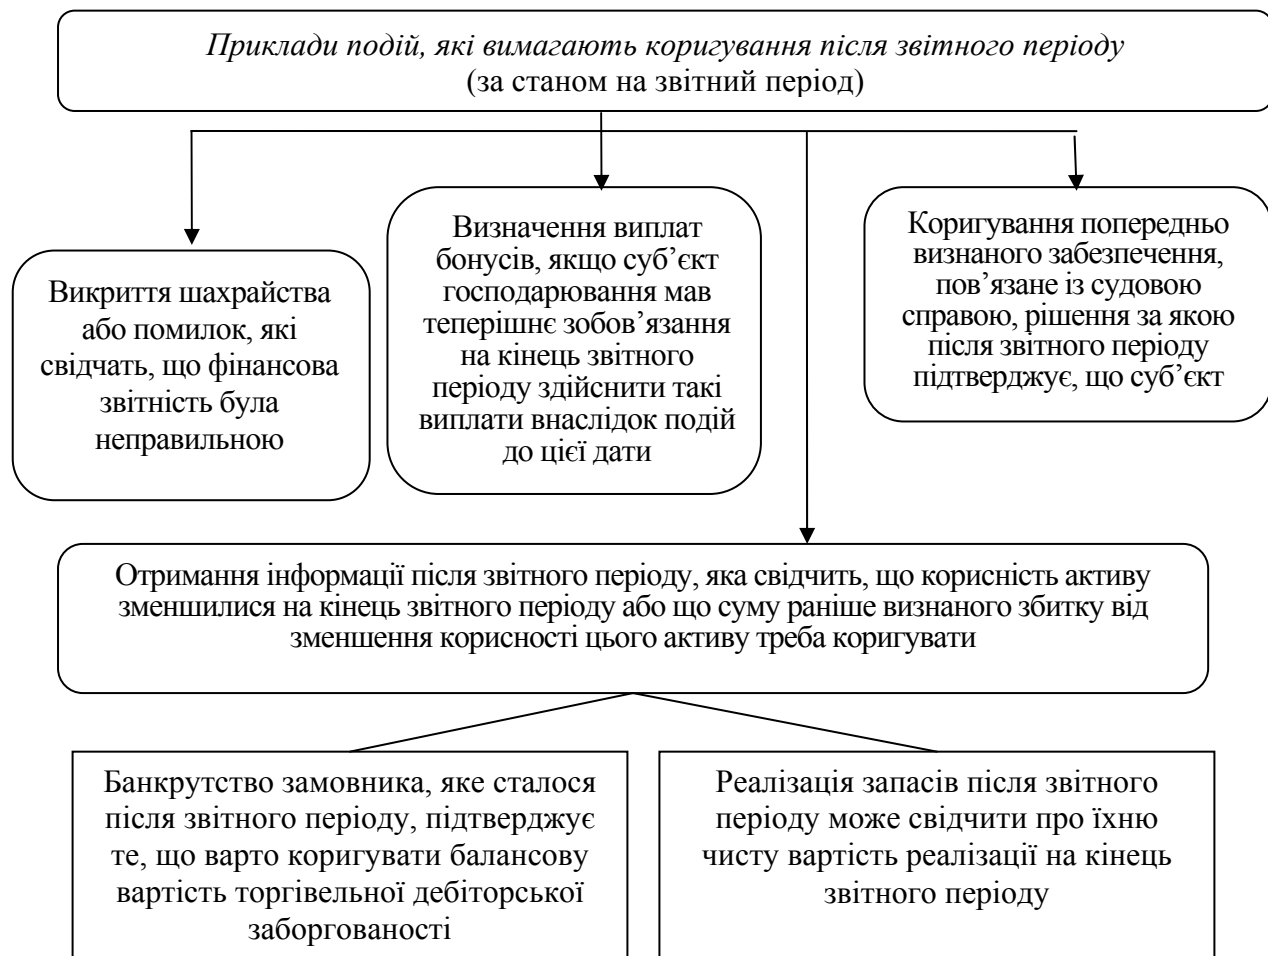 Приклади подій, які вимагають коригування після звітного періоду
(за станом на звітний період)
Викриття шахрайства
або помилок, які
свідчать, що фінансова
звітність була
неправильною
Визначення виплат
бонусів, якщо суб’єкт
господарювання мав
теперішнє зобов’язання
на кінець звітного
періоду здійснити такі
виплати внаслідок подій
до цієї дати
Коригування попередньо
визнаного забезпечення,
пов’язане із судовою
справою, рішення за якою
після звітного періоду
підтверджує, що суб’єкт
Отримання інформації після звітного періоду, яка свідчить, що корисність активу
зменшилися на кінець звітного періоду або що суму раніше визнаного збитку від
зменшення корисності цього активу треба коригувати
Банкрутство замовника, яке сталося
після звітного періоду, підтверджує
те, що варто коригувати балансову
вартість торгівельної дебіторської
заборгованості
Реалізація запасів після звітного
періоду може свідчити про їхню
чисту вартість реалізації на кінець
звітного періоду